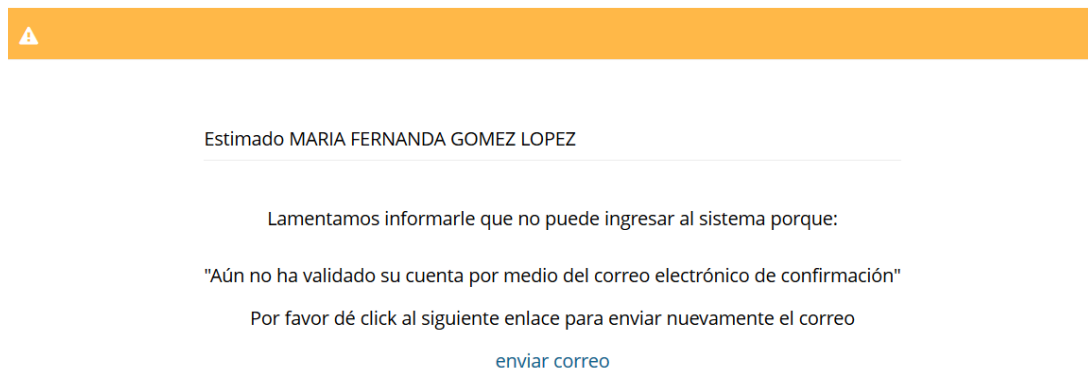 Estimado MARIA FERNANDA GOMEZ LOPEZ
Lamentamos informarle que no puede ingresar al sistema porque:
"Aún no ha validado su cuenta por medio del correo electrónico de confirmación"
Por favor dé click al siguiente enlace para enviar nuevamente el correo
enviar correo